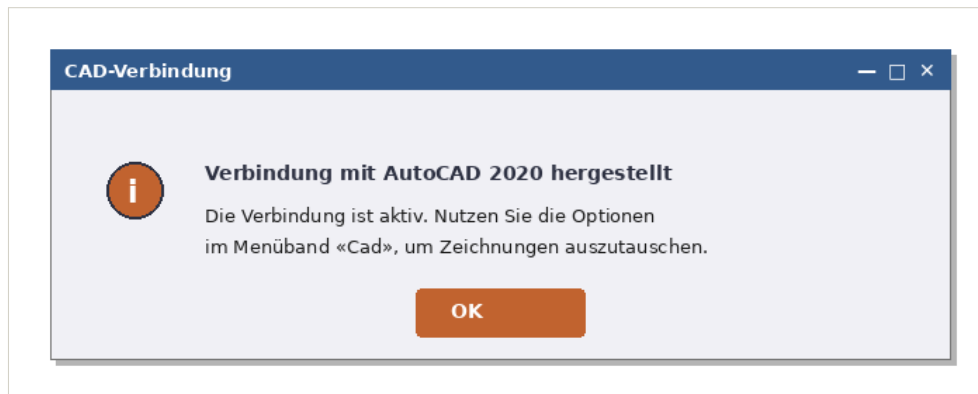 CAD-Verbindung
i
Verbindung mit AutoCAD 2020 hergestellt
Die Verbindung ist aktiv. Nutzen Sie die Optionen
im Menüband «Cad», um Zeichnungen auszutauschen.
OK